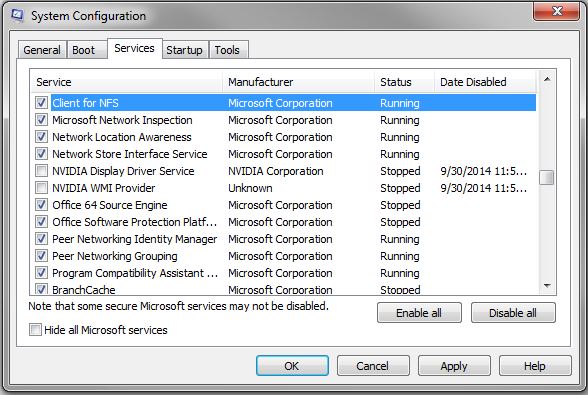 System Configuration
General Boot Services Startup Tools
Service Manufacturer Status Date Disabled
Client for NFS Microsoft Corporation Running
Microsoft Network Inspection Microsoft Corporation Running
Network Location Awareness Microsoft Corporation Running
Network Store Interface Service Microsoft Corporation Running
NVIDIA Display Driver Service NVIDIA Corporation Stopped 9/30/2014 11:5...
NVIDIA WMI Provider Unknown Stopped 9/30/2014 11:5...
Office 64 Source Engine Microsoft Corporation Stopped
Office Software Protection Platf... Microsoft Corporation Stopped
Peer Networking Identity Manager Microsoft Corporation Running
Peer Networking Grouping Microsoft Corporation Running
Program Compatibility Assistant ... Microsoft Corporation Running
BranchCache Microsoft Corporation Stopped
Note that some secure Microsoft services may not be disabled.
Enable all Disable all
Hide all Microsoft services
OK Cancel Apply Help